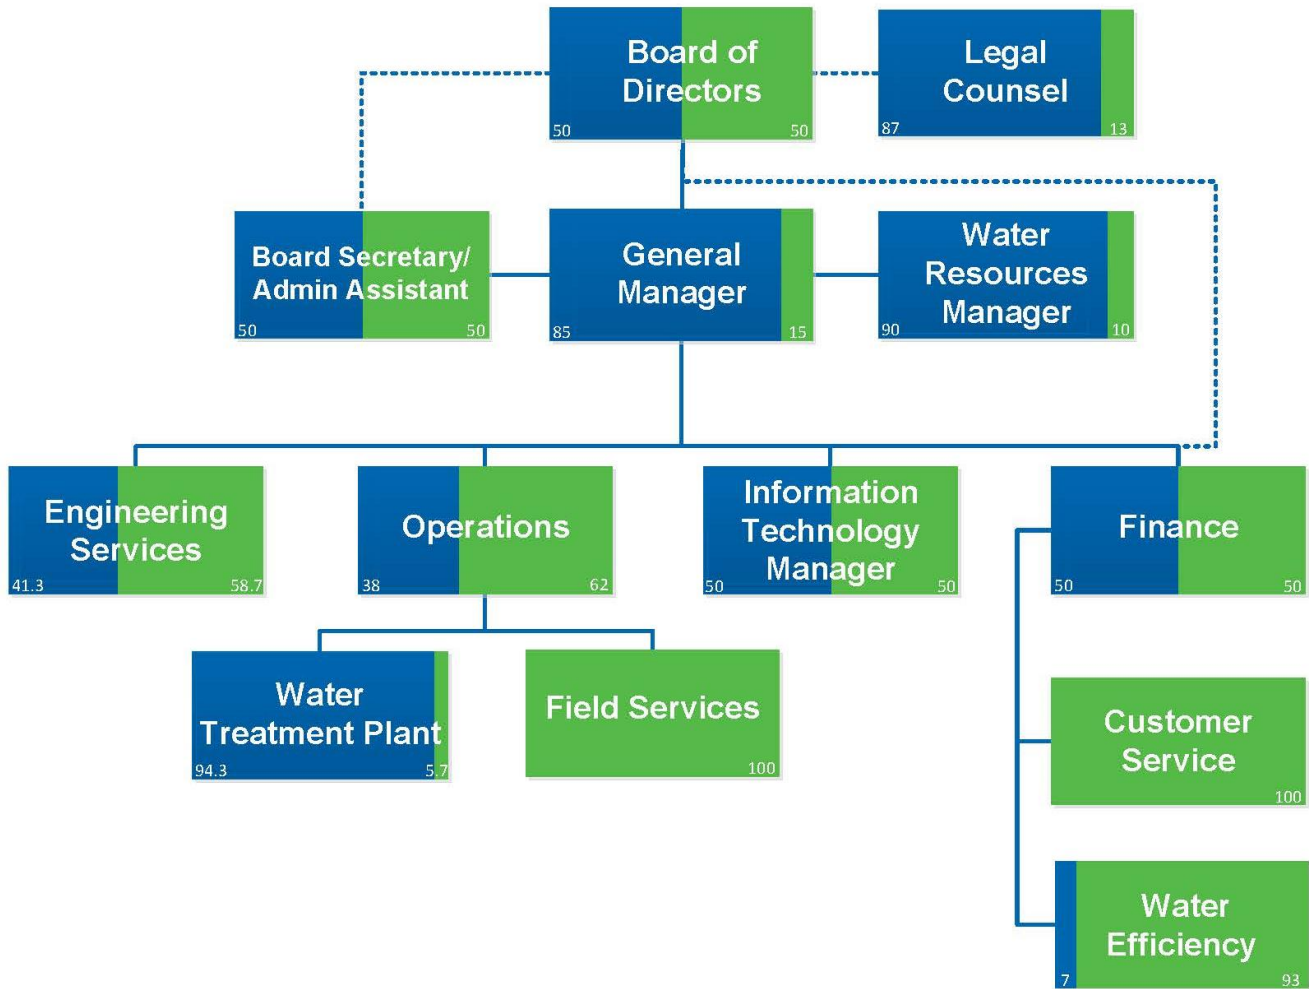 Board of
Directors
50
50
Legal
Counsel
87
13
Board Secretary/
Admin Assistant
50
50
General
Manager
85
15
Water
Resources
Manager
90
10
Engineering
Services
41.3
58.7
Operations
38
62
Information
Technology
Manager
50
50
Finance
50
50
Water
Treatment Plant
94.3
5.7
Field Services
100
Customer
Service
100
Water
Efficiency
7
93